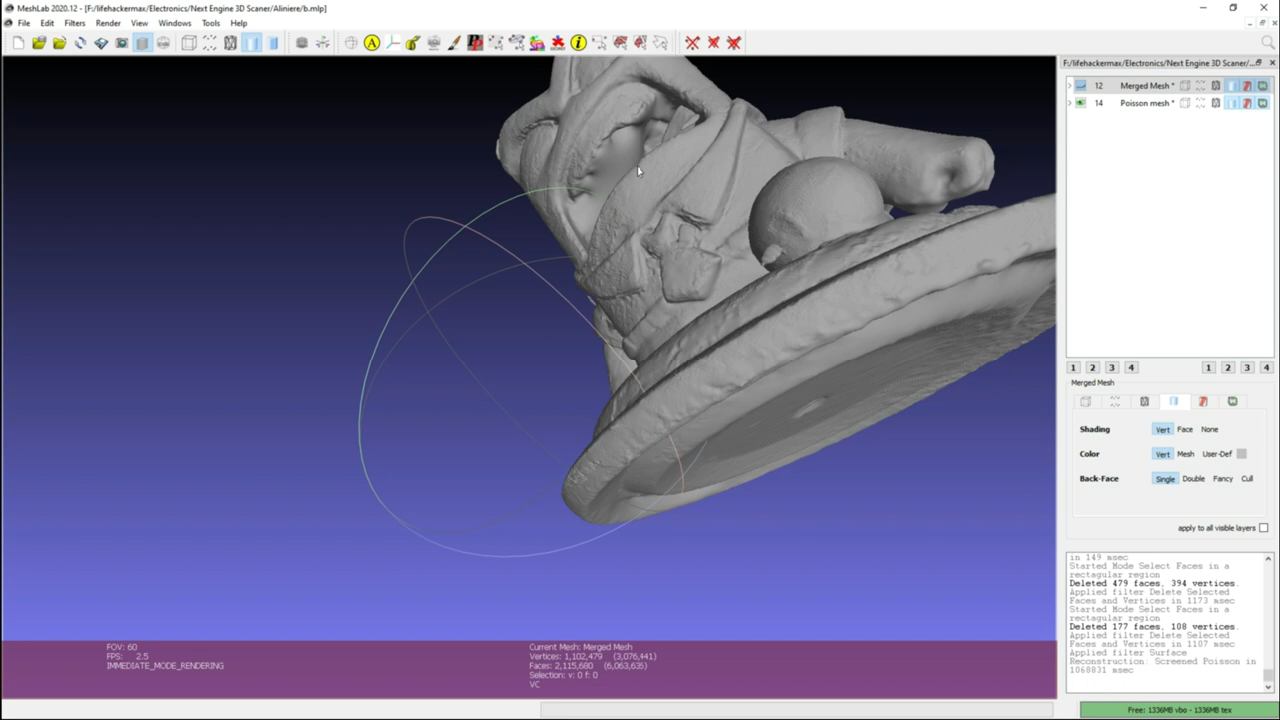 MeshLab 2020.12 - [F:/lifehackermax/Electronics/Next Engine 3D Scaner/Aliniere/b.mlp]
File Edit Filters Render View Windows Tools Help
F:/lifehackermax/Electronics/Next Engine 3D Scaner/...
12 Merged Mesh *
14 Poisson mesh *
1 2 3 4 1 2 3 4
Merged Mesh
Shading Vert Face None
Color Vert Mesh User-Def
Back-Face Single Double Fancy Cull
apply to all visible layers
in 149 msec
Started Mode Select Faces in a
rectagular region
Deleted 479 faces, 394 vertices.
Applied filter Delete Selected
Faces and Vertices in 1173 msec
Started Mode Select Faces in a
rectagular region
Deleted 177 faces, 108 vertices.
Applied filter Delete Selected
Faces and Vertices in 1107 msec
Applied filter Surface
Reconstruction: Screened Poisson in
1068831 msec
FOV: 60
FPS: 2.5
IMMEDIATE_MODE_RENDERING
Current Mesh: Merged Mesh
Vertices: 1,102,479 (3,076,441)
Faces: 2,115,680 (6,063,635)
Selection: v: 0 f: 0
VC
Free: 1336MB vbo - 1336MB tex